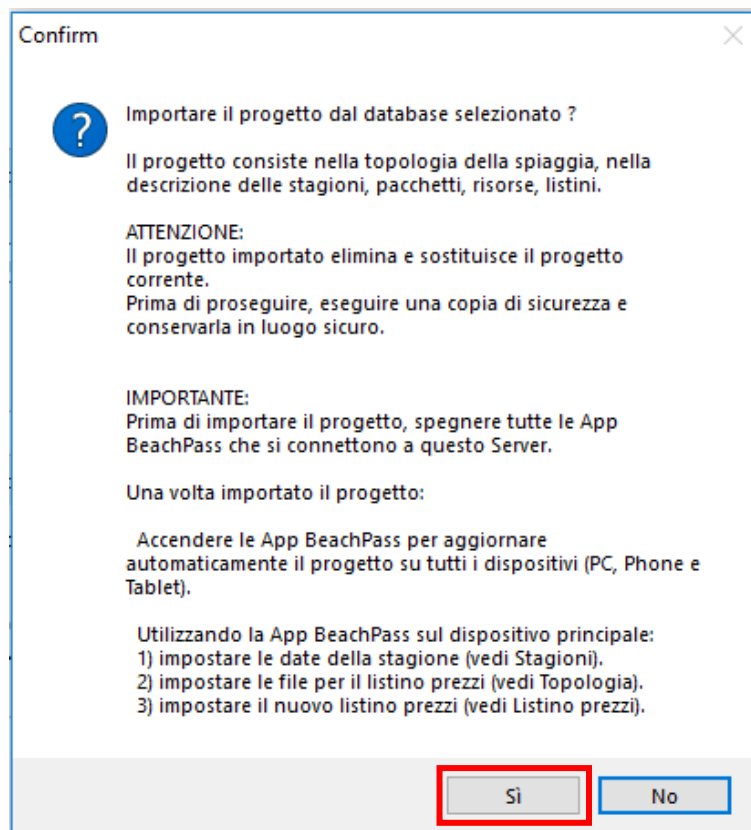 Confirm
?
Importare il progetto dal database selezionato ?
Il progetto consiste nella topologia della spiaggia, nella
descrizione delle stagioni, pacchetti, risorse, listini.
ATTENZIONE:
Il progetto importato elimina e sostituisce il progetto
corrente.
Prima di proseguire, eseguire una copia di sicurezza e
conservarla in luogo sicuro.
IMPORTANTE:
Prima di importare il progetto, spegnere tutte le App
BeachPass che si connettono a questo Server.
Una volta importato il progetto:
Accendere le App BeachPass per aggiornare
automaticamente il progetto su tutti i dispositivi (PC, Phone e
Tablet).
Utilizzando la App BeachPass sul dispositivo principale:
1) impostare le date della stagione (vedi Stagioni).
2) impostare le file per il listino prezzi (vedi Topologia).
3) impostare il nuovo listino prezzi (vedi Listino prezzi).
Sì
No